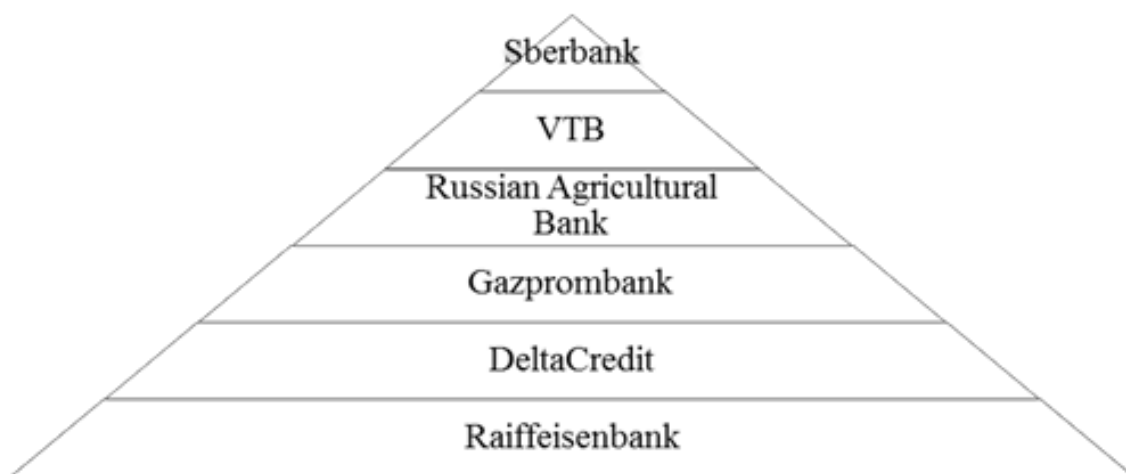 Sberbank
VTB
Russian Agricultural
Bank
Gazprombank
DeltaCredit
Raiffeisenbank